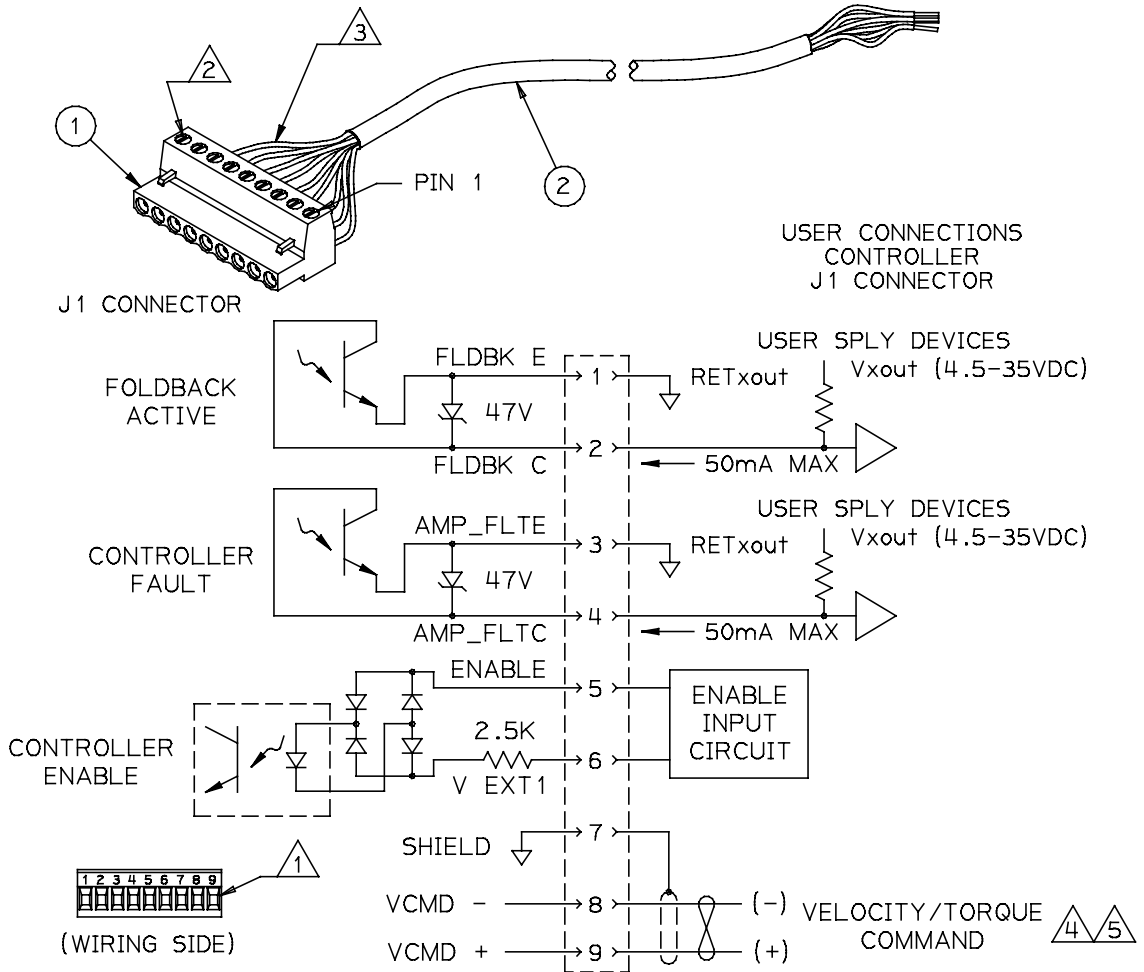 3
2
1
PIN 1
2
USER CONNECTIONS
CONTROLLER
J1 CONNECTOR
J1 CONNECTOR
USER SPLY DEVICES
Vxout (4.5-35VDC)
FLDBK E
1
RETxout
FOLDBACK
ACTIVE
47V
2
FLDBK C
50mA MAX
USER SPLY DEVICES
Vxout (4.5-35VDC)
AMP_FLTE
3
RETxout
CONTROLLER
FAULT
47V
4
AMP_FLTC
50mA MAX
ENABLE
5
ENABLE
INPUT
CIRCUIT
CONTROLLER
ENABLE
2.5K
6
V EXT1
7
SHIELD
1
1 2 3 4 5 6 7 8 9
(WIRING SIDE)
VCMD -
8
(-)
VELOCITY/TORQUE
COMMAND
4 5
VCMD +
9
(+)